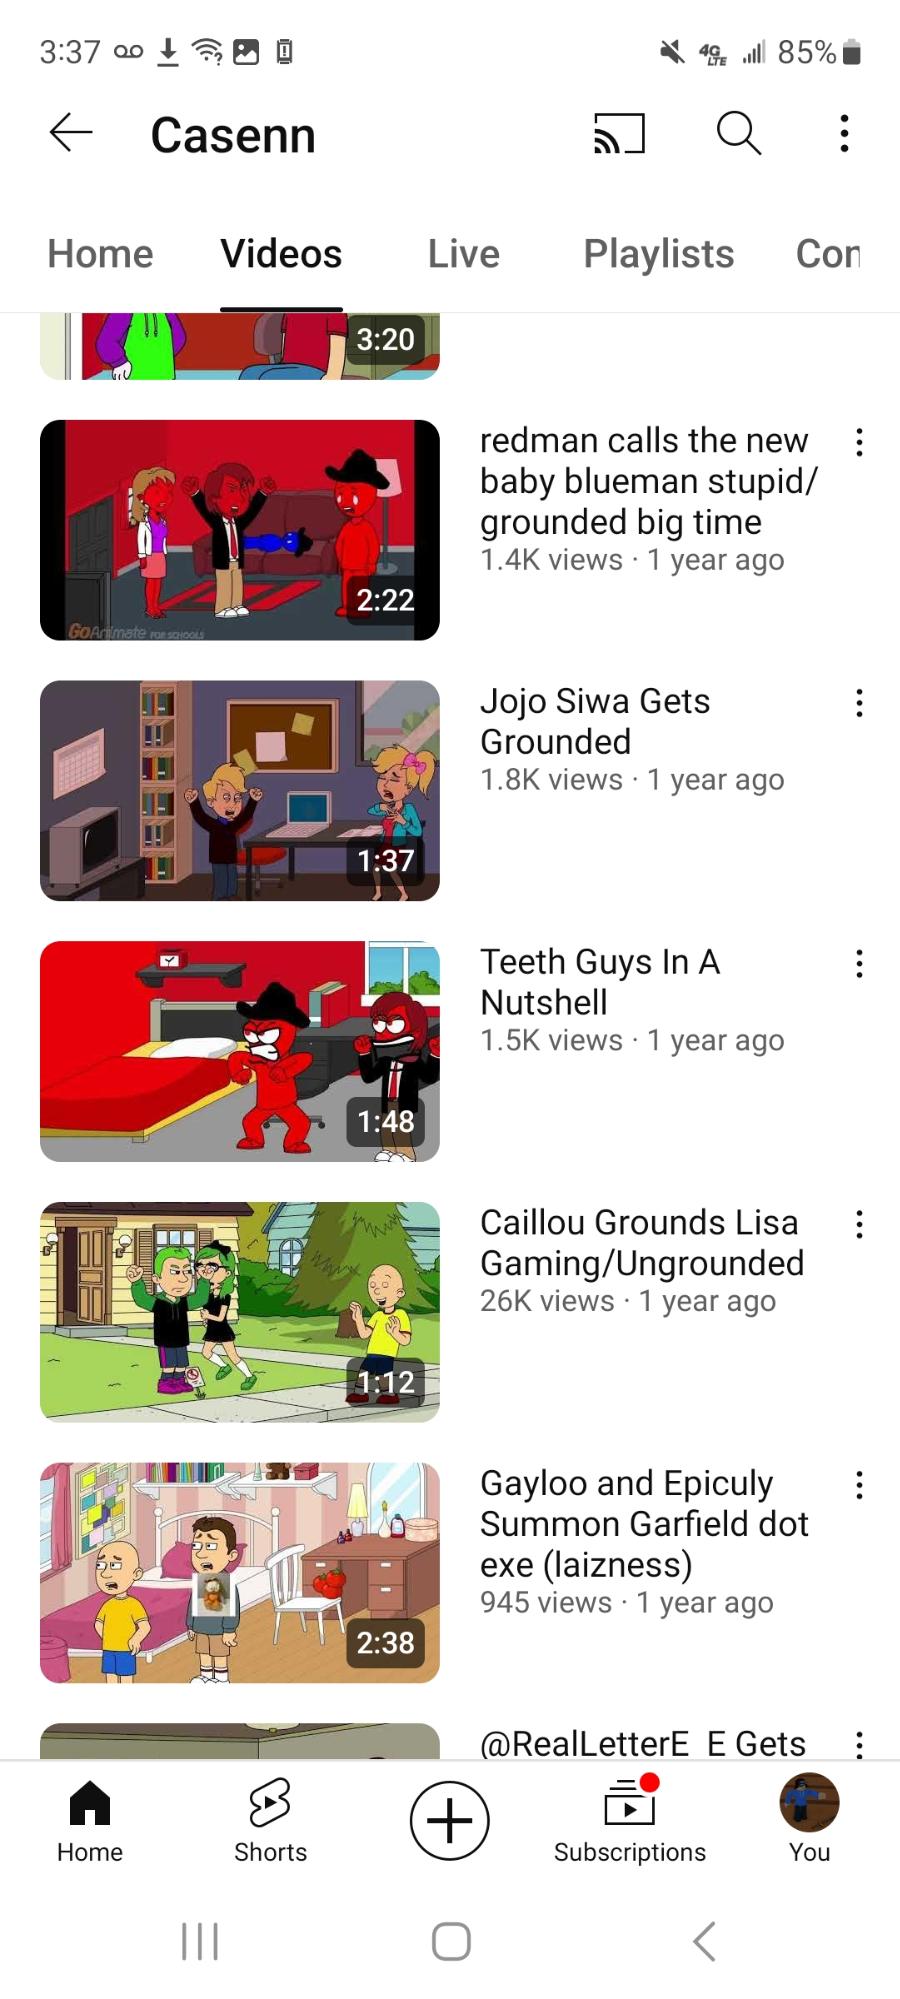 3:37
4G
LTE
85%
Casenn
Home
Videos
Live
Playlists
Con
3:20
redman calls the new
baby blueman stupid/
grounded big time
1.4K views · 1 year ago
2:22
GoAnimate FOR SCHOOLS
Jojo Siwa Gets
Grounded
1.8K views · 1 year ago
1:37
Teeth Guys In A
Nutshell
1.5K views · 1 year ago
1:48
Caillou Grounds Lisa
Gaming/Ungrounded
26K views · 1 year ago
1:12
Gayloo and Epiculy
Summon Garfield dot
exe (laizness)
945 views · 1 year ago
2:38
@RealLetterE E Gets
Home
Shorts
Subscriptions
You